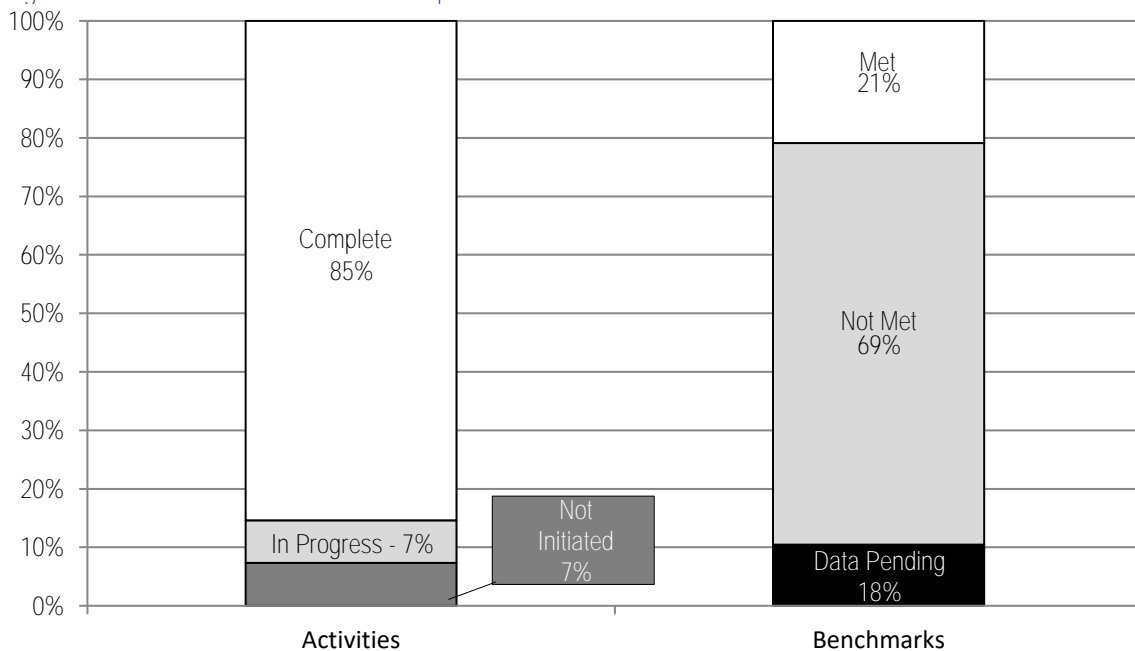 100%
90%
80%
70%
60%
50%
40%
30%
20%
10%
0%
Complete
85%
In Progress - 7%
Not
Initiated
7%
Met
21%
Not Met
69%
Data Pending
18%
Activities
Benchmarks